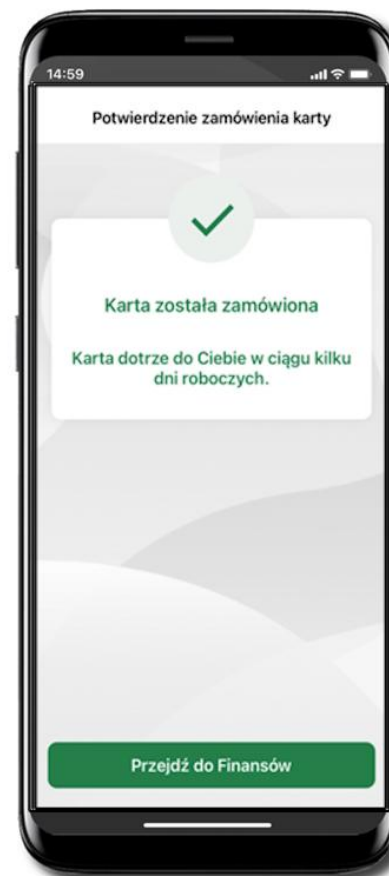 14:59
Potwierdzenie zamówienia karty
Karta została zamówiona
Karta dotrze do Ciebie w ciągu kilku
dni roboczych.
Przejdź do Finansów